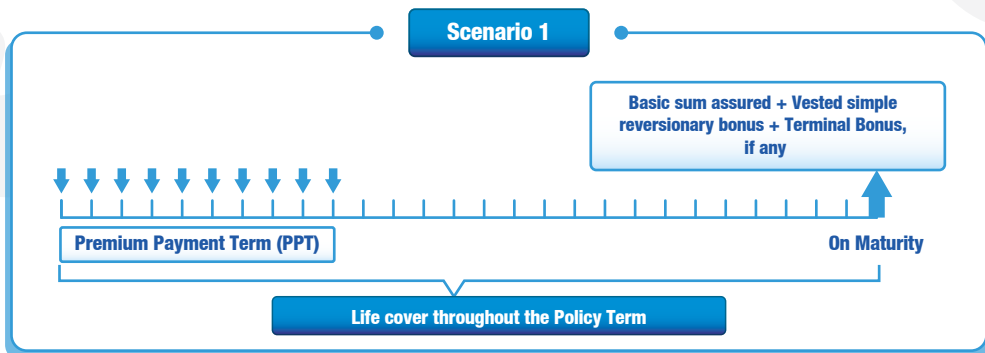 Scenario 1
Basic sum assured + Vested simple
reversionary bonus + Terminal Bonus,
if any
Premium Payment Term (PPT)
On Maturity
Life cover throughout the Policy Term